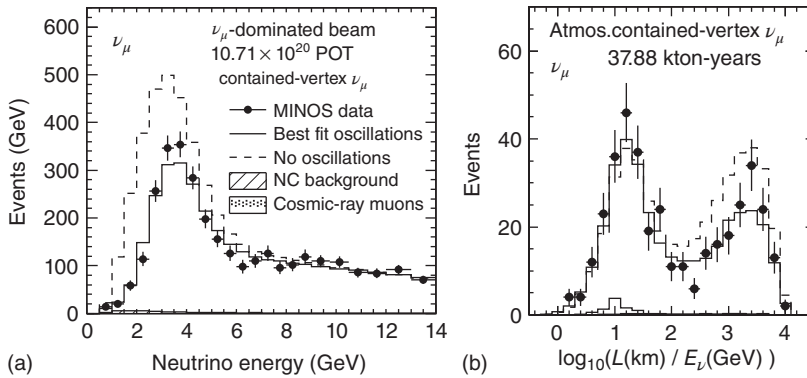 600
500
400
300
200
100
0
Events (GeV)
ν_μ
ν_μ-dominated beam
10.71 × 10^20 POT
contained-vertex ν_μ
MINOS data
Best fit oscillations
No oscillations
NC background
Cosmic-ray muons
0 2 4 6 8 10 12 14
Neutrino energy (GeV)
(a)
60
40
20
0
Events
Atmos.contained-vertex ν_μ
ν_μ 37.88 kton-years
0 1 2 3 4
log10(L(km) / E_ν(GeV) )
(b)